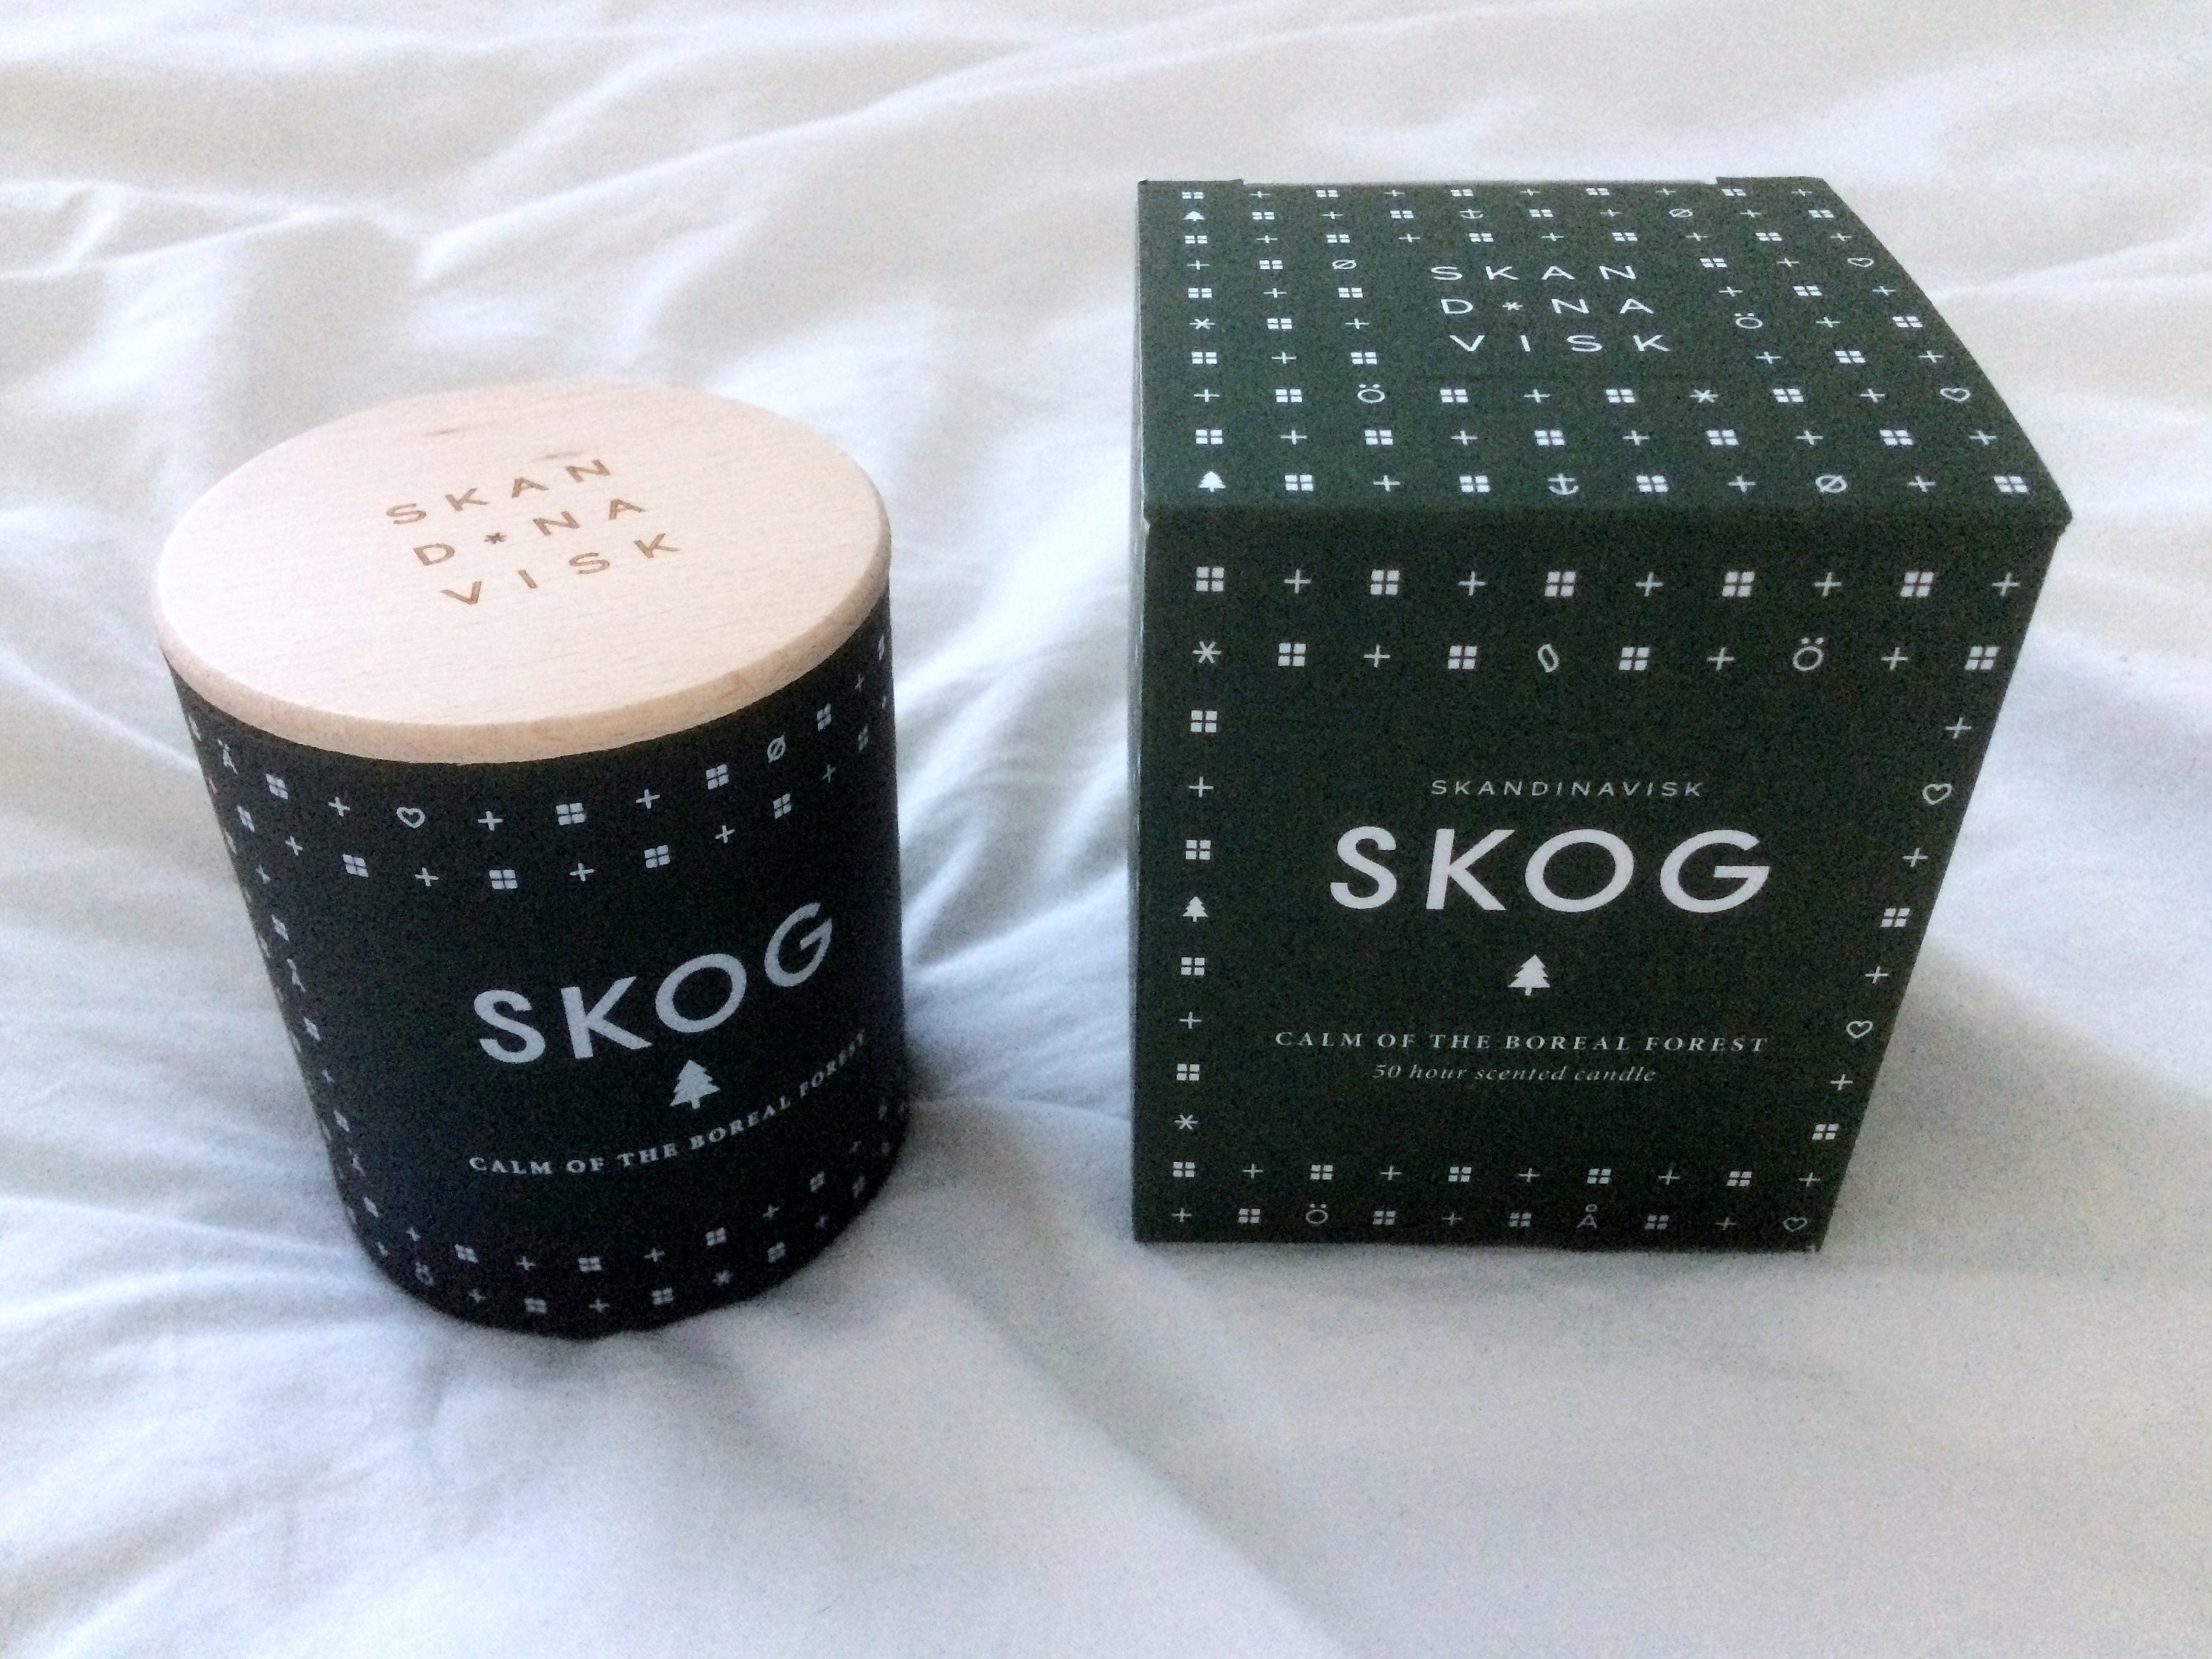 SKAN
D*NA
VISK
SKOG
CALM OF THE BOREAL FOREST
SKAN
D*NA
VISK
SKANDINAVISK
SKOG
CALM OF THE BOREAL FOREST
50 hour scented candle